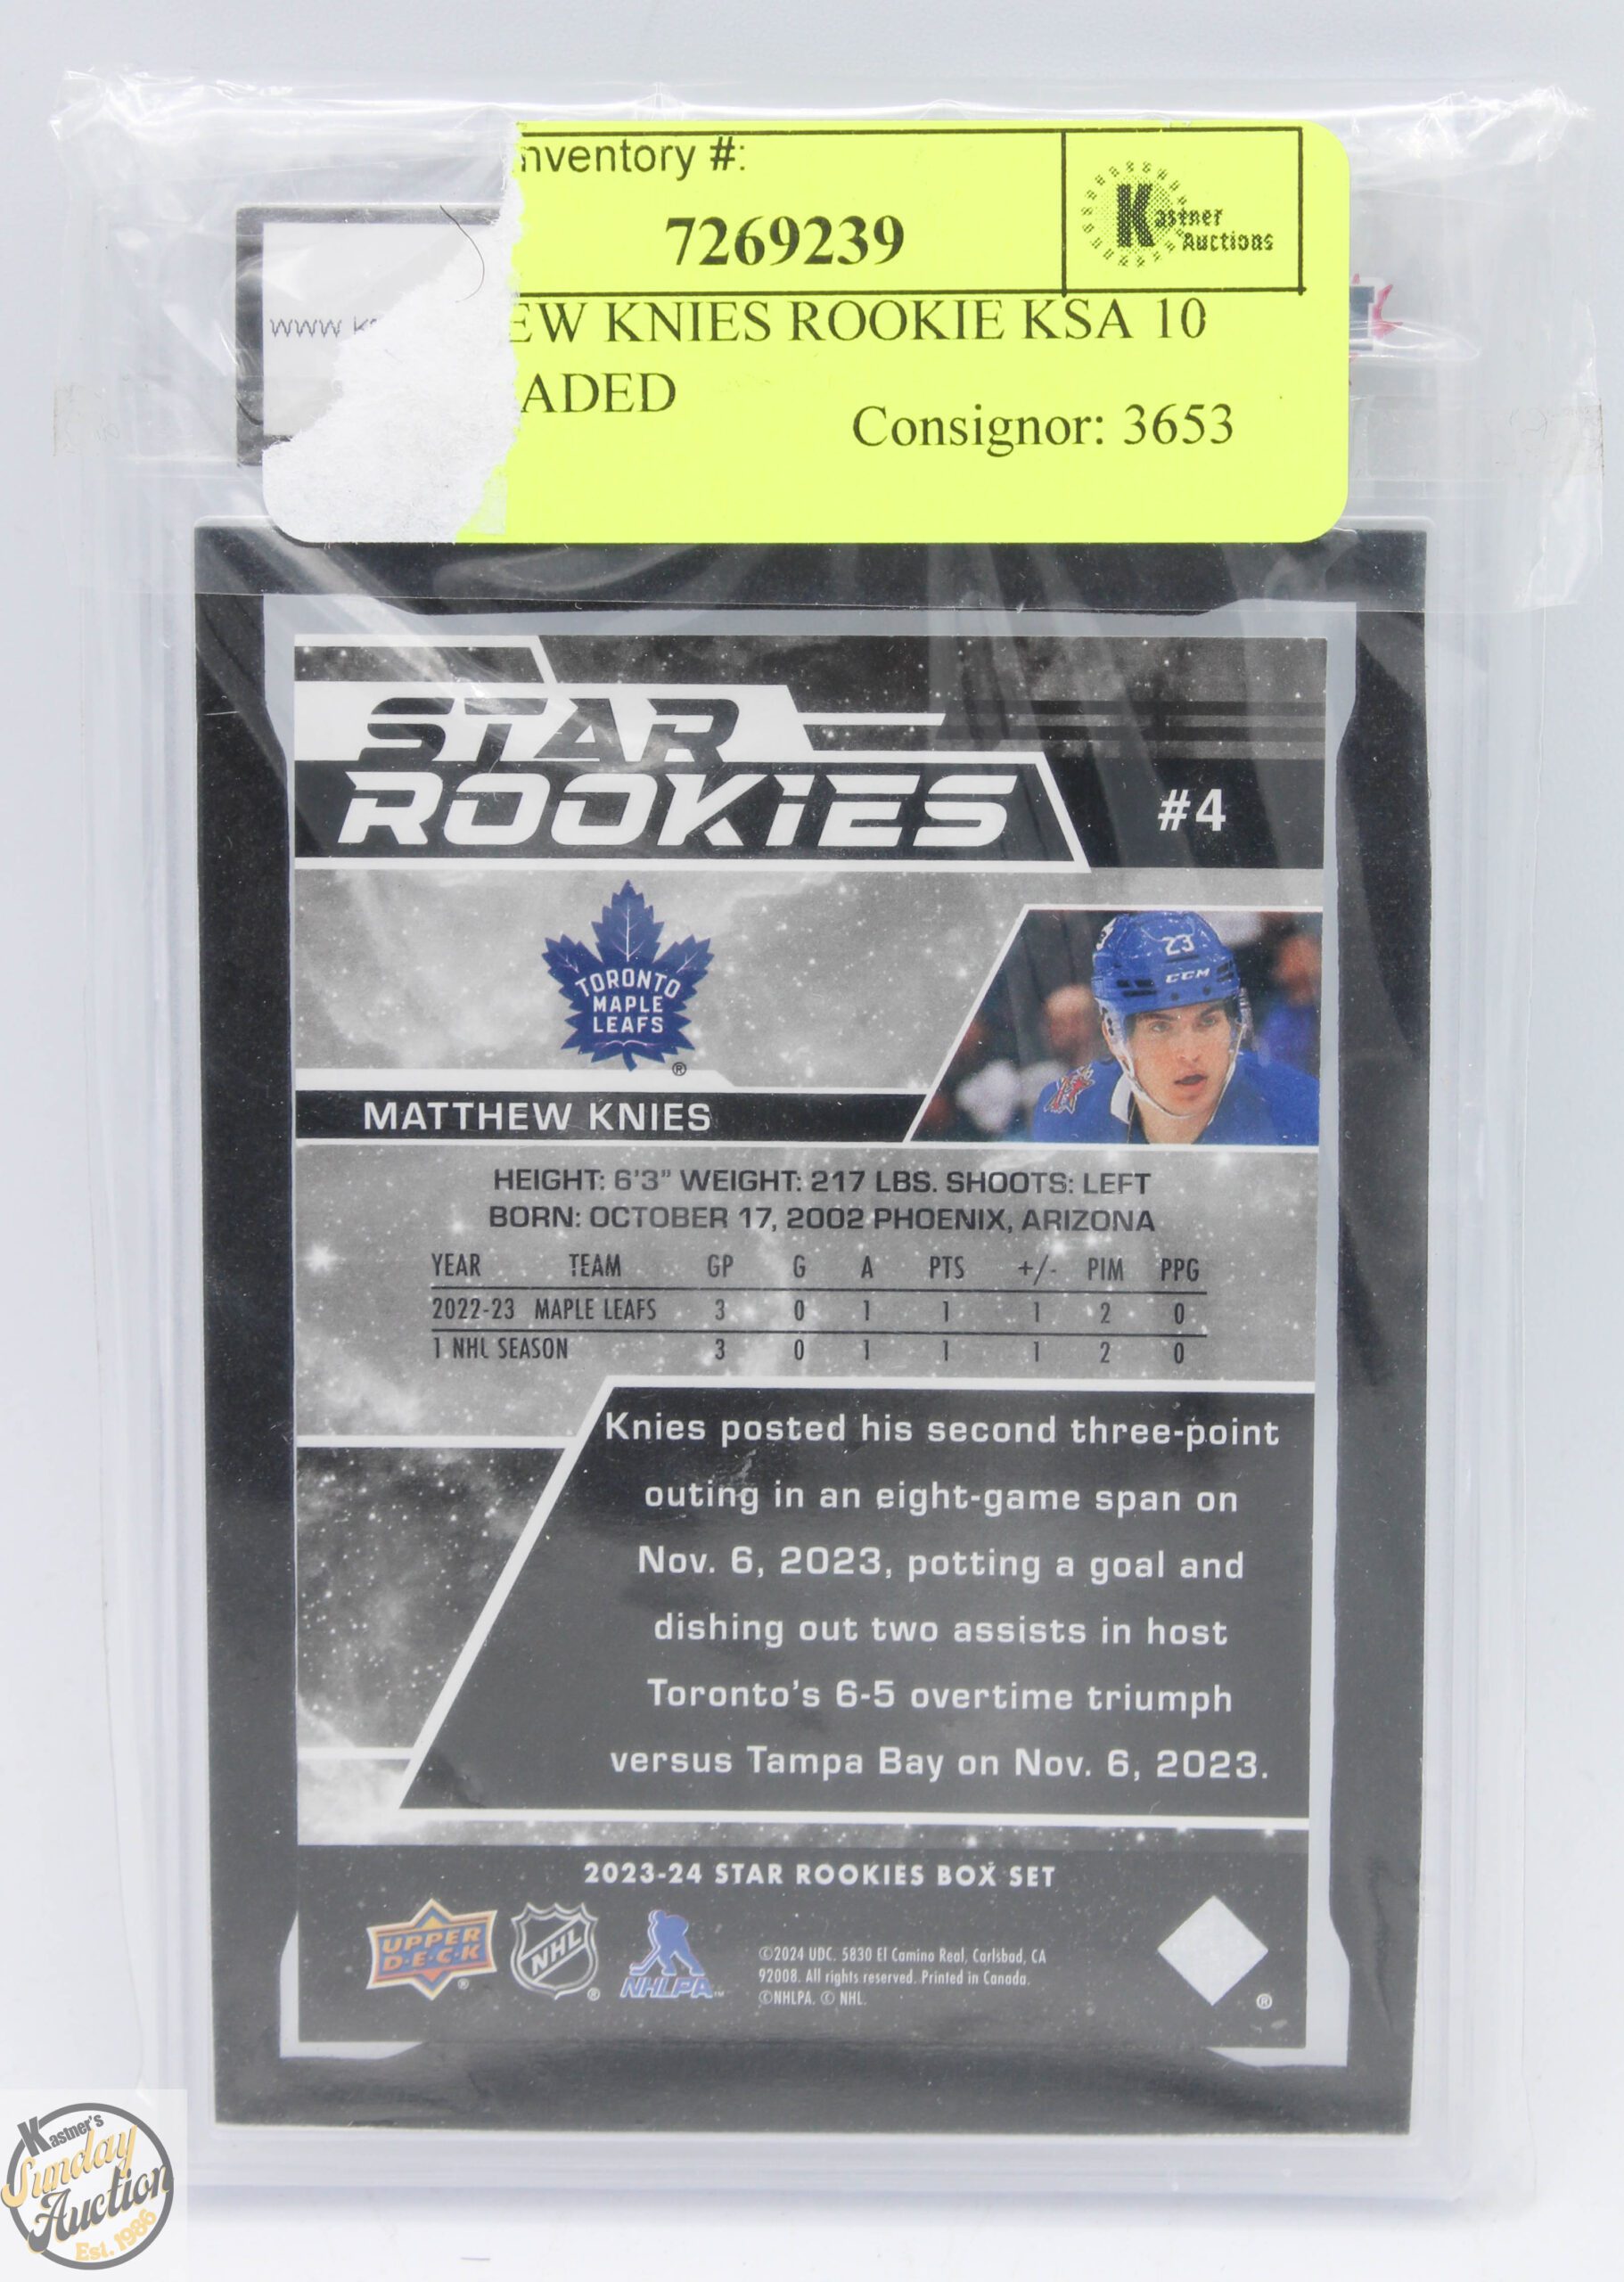 nventory #:
7269239
Kastner
Auctions
www.k
EW KNIES ROOKIE KSA 10
ADED
Consignor: 3653
STAR
ROOKIES
#4
TORONTO
MAPLE
LEAFS
®
23
CCM
MATTHEW KNIES
HEIGHT: 6'3" WEIGHT: 217 LBS. SHOOTS: LEFT
BORN: OCTOBER 17, 2002 PHOENIX, ARIZONA
YEAR TEAM GP G A PTS +/- PIM PPG
2022-23 MAPLE LEAFS 3 0 1 1 1 2 0
1 NHL SEASON 3 0 1 1 1 2 0
Knies posted his second three-point
outing in an eight-game span on
Nov. 6, 2023, potting a goal and
dishing out two assists in host
Toronto's 6-5 overtime triumph
versus Tampa Bay on Nov. 6, 2023.
2023-24 STAR ROOKIES BOX SET
UPPER
D·E·C·K
®
NHL
®
NHLPA™
©2024 UDC. 5830 El Camino Real, Carlsbad, CA
92008. All rights reserved. Printed in Canada.
©NHLPA. © NHL.
®
Kastner's
Sunday
Auction
Est. 1986